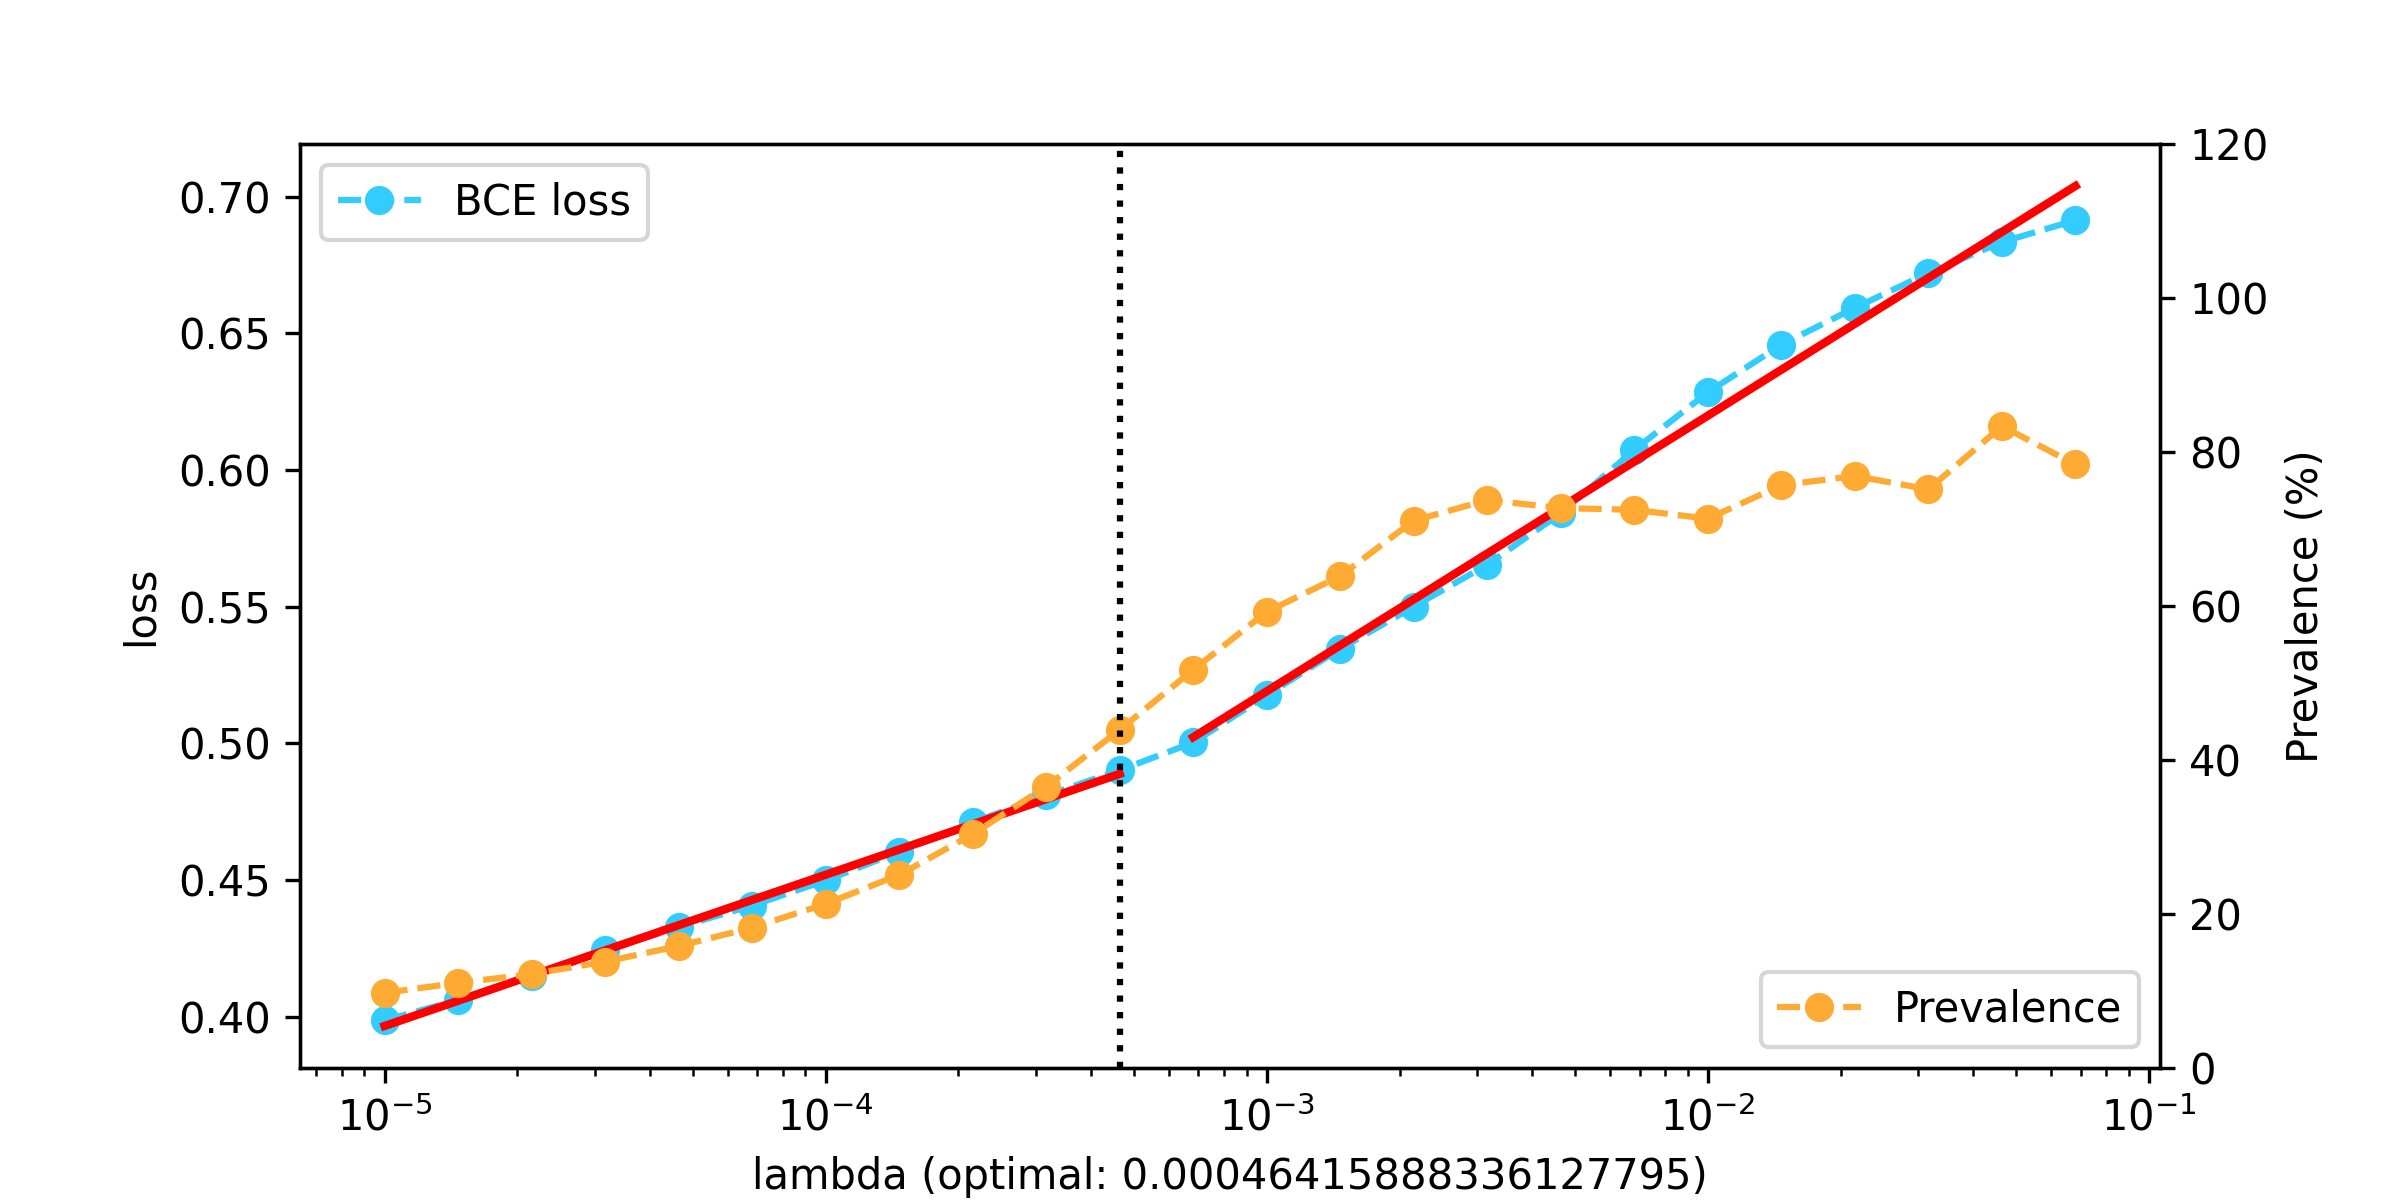 BCE loss
0.70
0.65
0.60
0.55
0.50
0.45
0.40
loss
120
100
80
60
40
20
0
Prevalence (%)
Prevalence
10⁻⁵ 10⁻⁴ 10⁻³ 10⁻² 10⁻¹
lambda (optimal: 0.00046415888336127795)